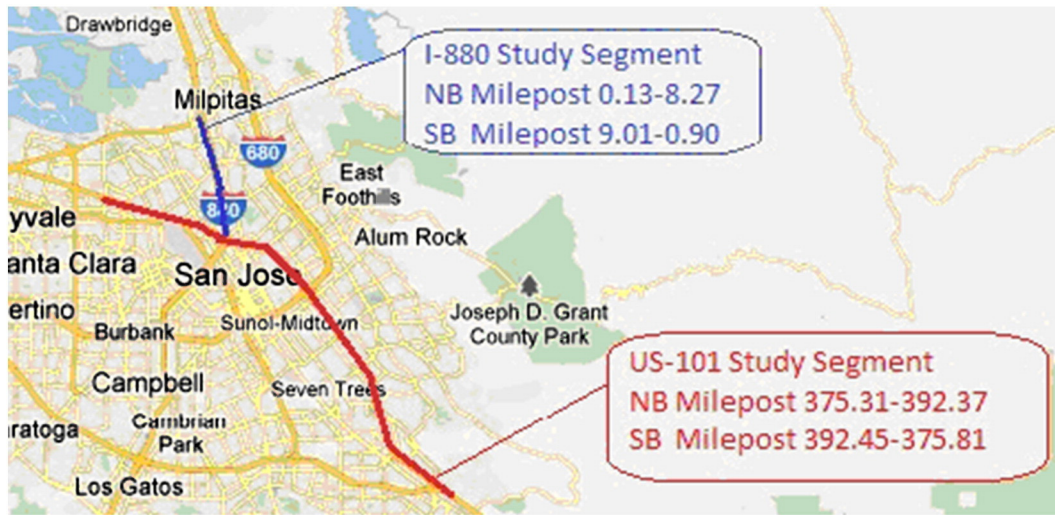 Drawbridge
I-880 Study Segment
NB Milepost 0.13-8.27
SB Milepost 9.01-0.90
Milpitas
680
East
Foothills
880
yvale
Alum Rock
anta Clara
San Jose
ertino
Burbank
Sunol-Midtown
Joseph D. Grant
County Park
US-101 Study Segment
NB Milepost 375.31-392.37
SB Milepost 392.45-375.81
Campbell
Seven Trees
aratoga
Cambrian
Park
Los Gatos